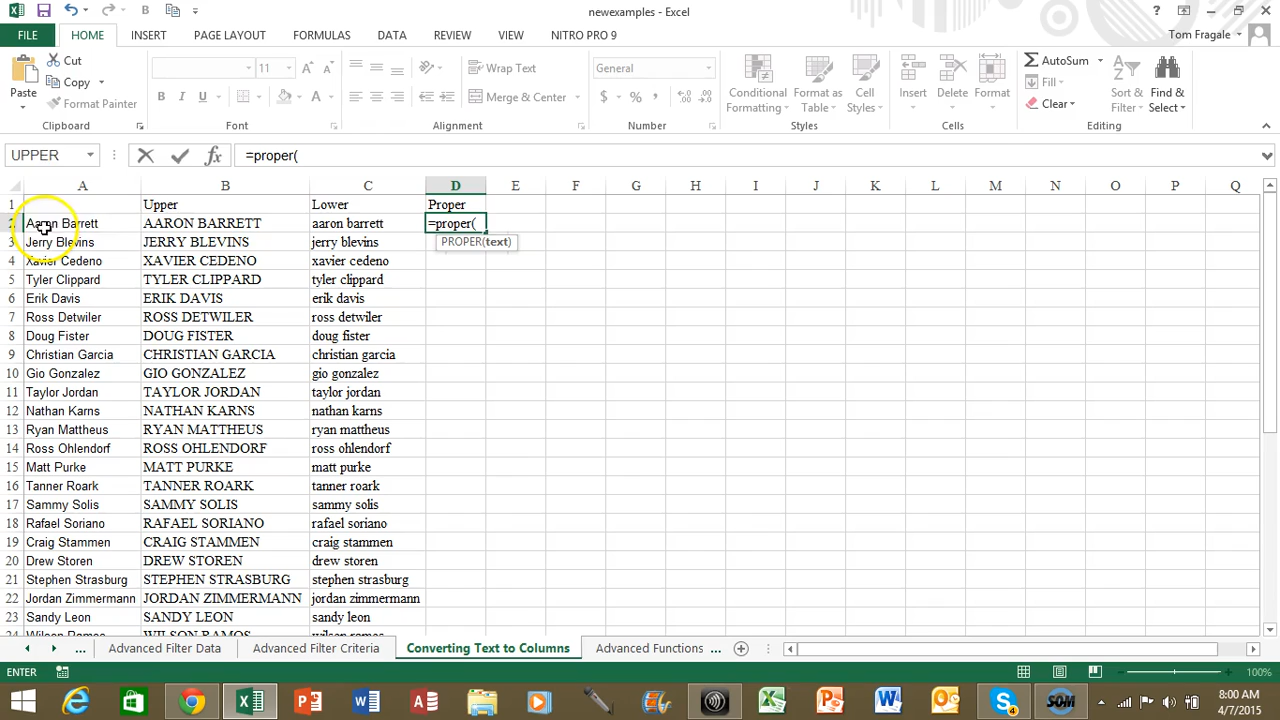 newexamples - Excel
FILE HOME INSERT PAGE LAYOUT FORMULAS DATA REVIEW VIEW NITRO PRO 9 Tom Fragale
Paste Cut Copy Format Painter
11 B I U
Wrap Text Merge & Center
General $ %
Conditional Formatting Format as Table Cell Styles
Insert Delete Format
AutoSum Fill Clear Sort & Filter Find & Select
Clipboard Font Alignment Number Styles Cells Editing
UPPER =proper(
A B C D E F G H I J K L M N O P Q
1 Upper Lower Proper
2 Aaron Barrett AARON BARRETT aaron barrett =proper(
3 Jerry Blevins JERRY BLEVINS jerry blevins PROPER(text)
4 Xavier Cedeno XAVIER CEDENO xavier cedeno
5 Tyler Clippard TYLER CLIPPARD tyler clippard
6 Erik Davis ERIK DAVIS erik davis
7 Ross Detwiler ROSS DETWILER ross detwiler
8 Doug Fister DOUG FISTER doug fister
9 Christian Garcia CHRISTIAN GARCIA christian garcia
10 Gio Gonzalez GIO GONZALEZ gio gonzalez
11 Taylor Jordan TAYLOR JORDAN taylor jordan
12 Nathan Karns NATHAN KARNS nathan karns
13 Ryan Mattheus RYAN MATTHEUS ryan mattheus
14 Ross Ohlendorf ROSS OHLENDORF ross ohlendorf
15 Matt Purke MATT PURKE matt purke
16 Tanner Roark TANNER ROARK tanner roark
17 Sammy Solis SAMMY SOLIS sammy solis
18 Rafael Soriano RAFAEL SORIANO rafael soriano
19 Craig Stammen CRAIG STAMMEN craig stammen
20 Drew Storen DREW STOREN drew storen
21 Stephen Strasburg STEPHEN STRASBURG stephen strasburg
22 Jordan Zimmermann JORDAN ZIMMERMANN jordan zimmermann
23 Sandy Leon SANDY LEON sandy leon
24 Wilson Ramos WILSON RAMOS wilson ramos
... Advanced Filter Data Advanced Filter Criteria Converting Text to Columns Advanced Functions ...
ENTER 100%
8:00 AM
4/7/2015